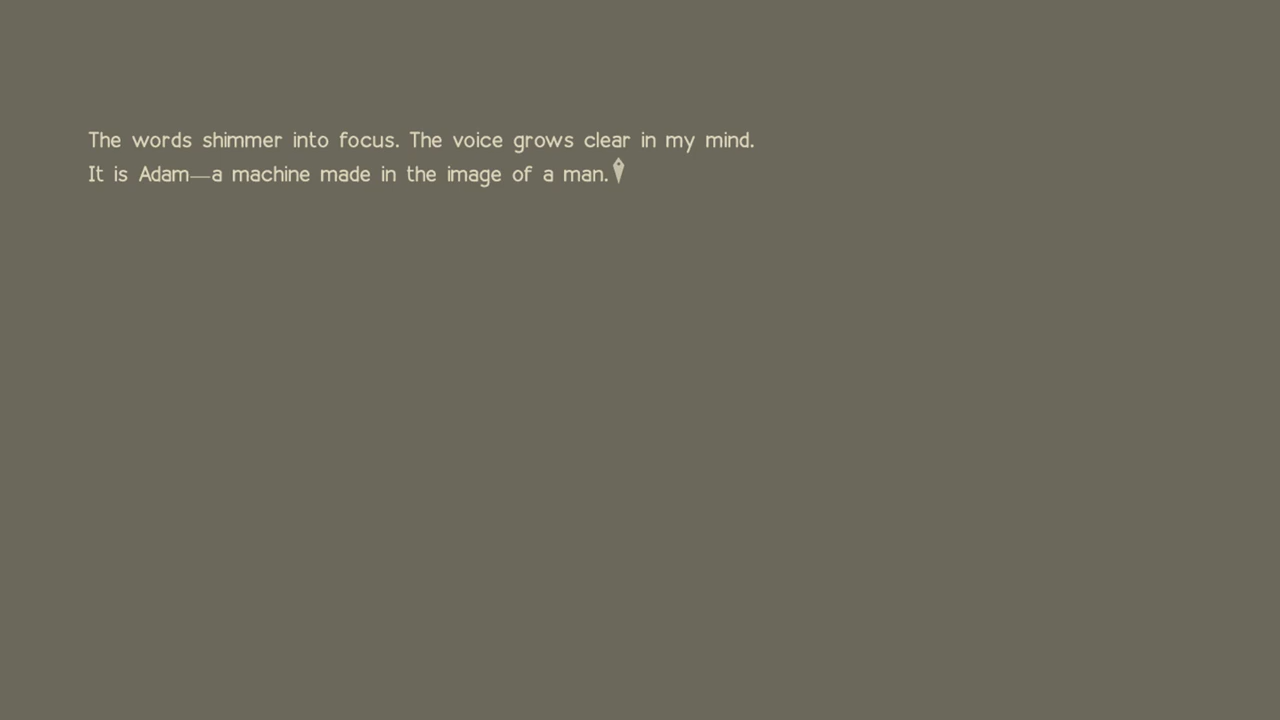 The words shimmer into focus. The voice grows clear in my mind.
It is Adam—a machine made in the image of a man.